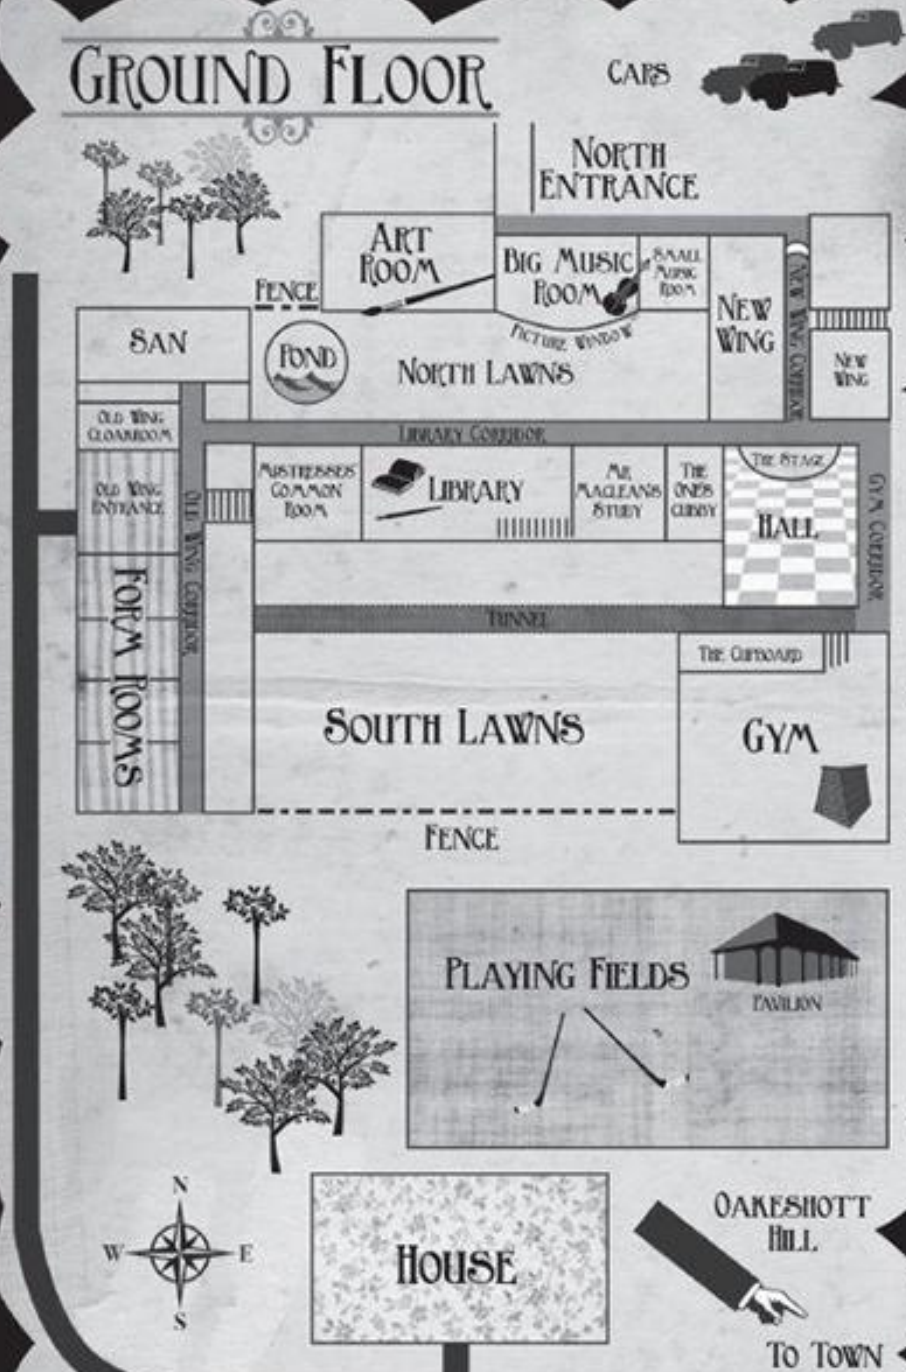 GROUND FLOOR
CARS
NORTH
ENTRANCE
ART
ROOM
BIG MUSIC
ROOM
SMALL
MUSIC
ROOM
NEW
WING
NEW WING CORRIDOR
NEW
WING
FENCE
SAN
POND
PICTURE WINDOW
NORTH LAWNS
OLD WING
CLOAKROOM
LIBRARY CORRIDOR
OLD WING
ENTRANCE
OLD WING CORRIDOR
MISTRESSES'
COMMON
ROOM
LIBRARY
MR
MACLEAN'S
STUDY
THE
ONE'S
CUBBY
THE STAGE
HALL
GYM CORRIDOR
FORM ROOMS
TUNNEL
THE CUPBOARD
SOUTH LAWNS
GYM
FENCE
PLAYING FIELDS
PAVILION
N
W
E
S
HOUSE
OAKESHOTT
HILL
TO TOWN